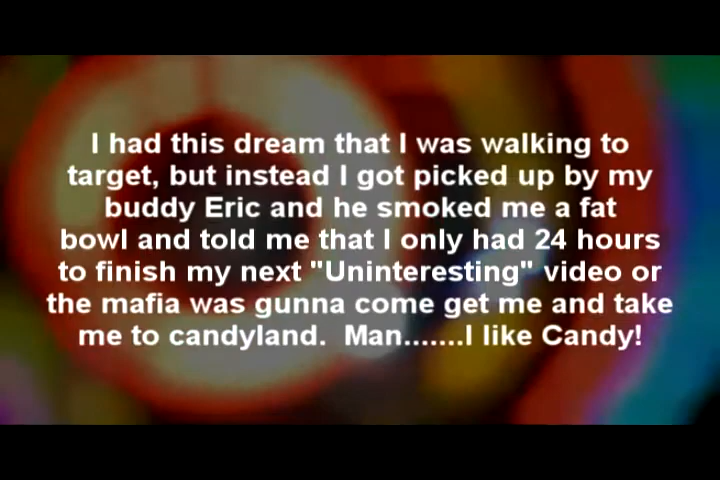 I had this dream that I was walking to
target, but instead I got picked up by my
buddy Eric and he smoked me a fat
bowl and told me that I only had 24 hours
to finish my next "Uninteresting" video or
the mafia was gunna come get me and take
me to candyland.  Man.......I like Candy!